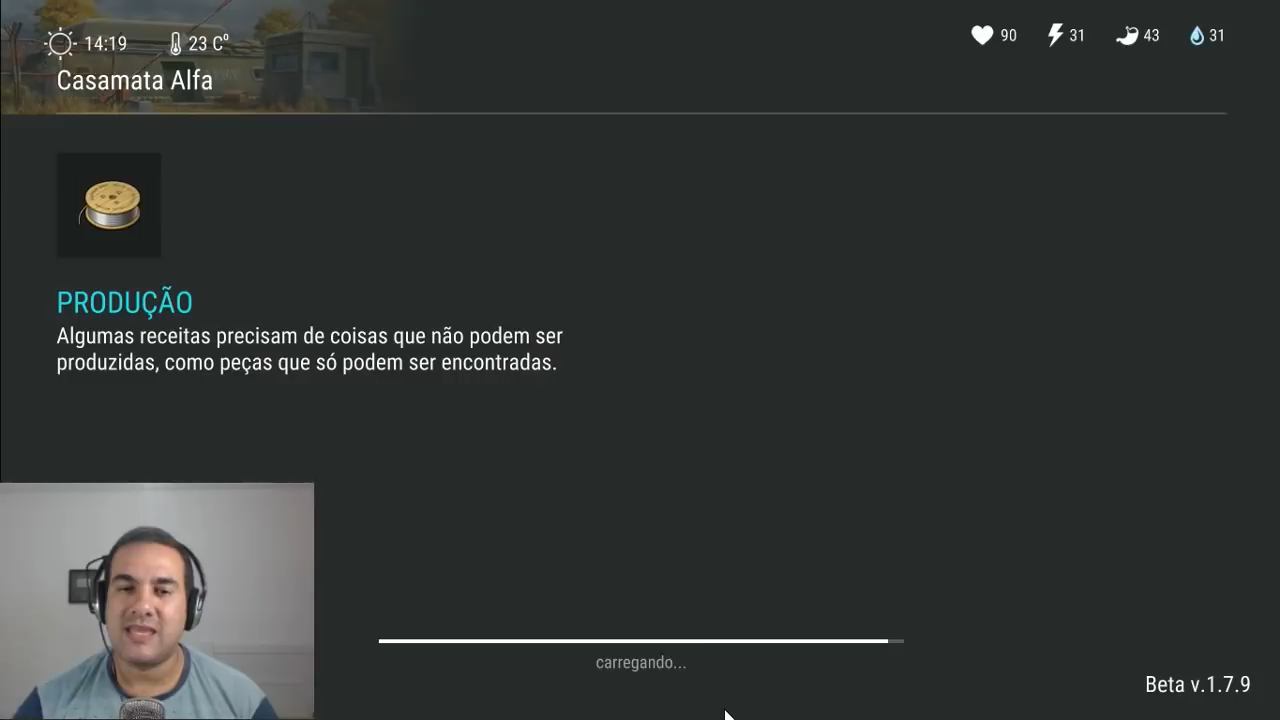 14:19 23 C°
90 31 43 31
Casamata Alfa
PRODUÇÃO
Algumas receitas precisam de coisas que não podem ser
produzidas, como peças que só podem ser encontradas.
carregando...
Beta v.1.7.9